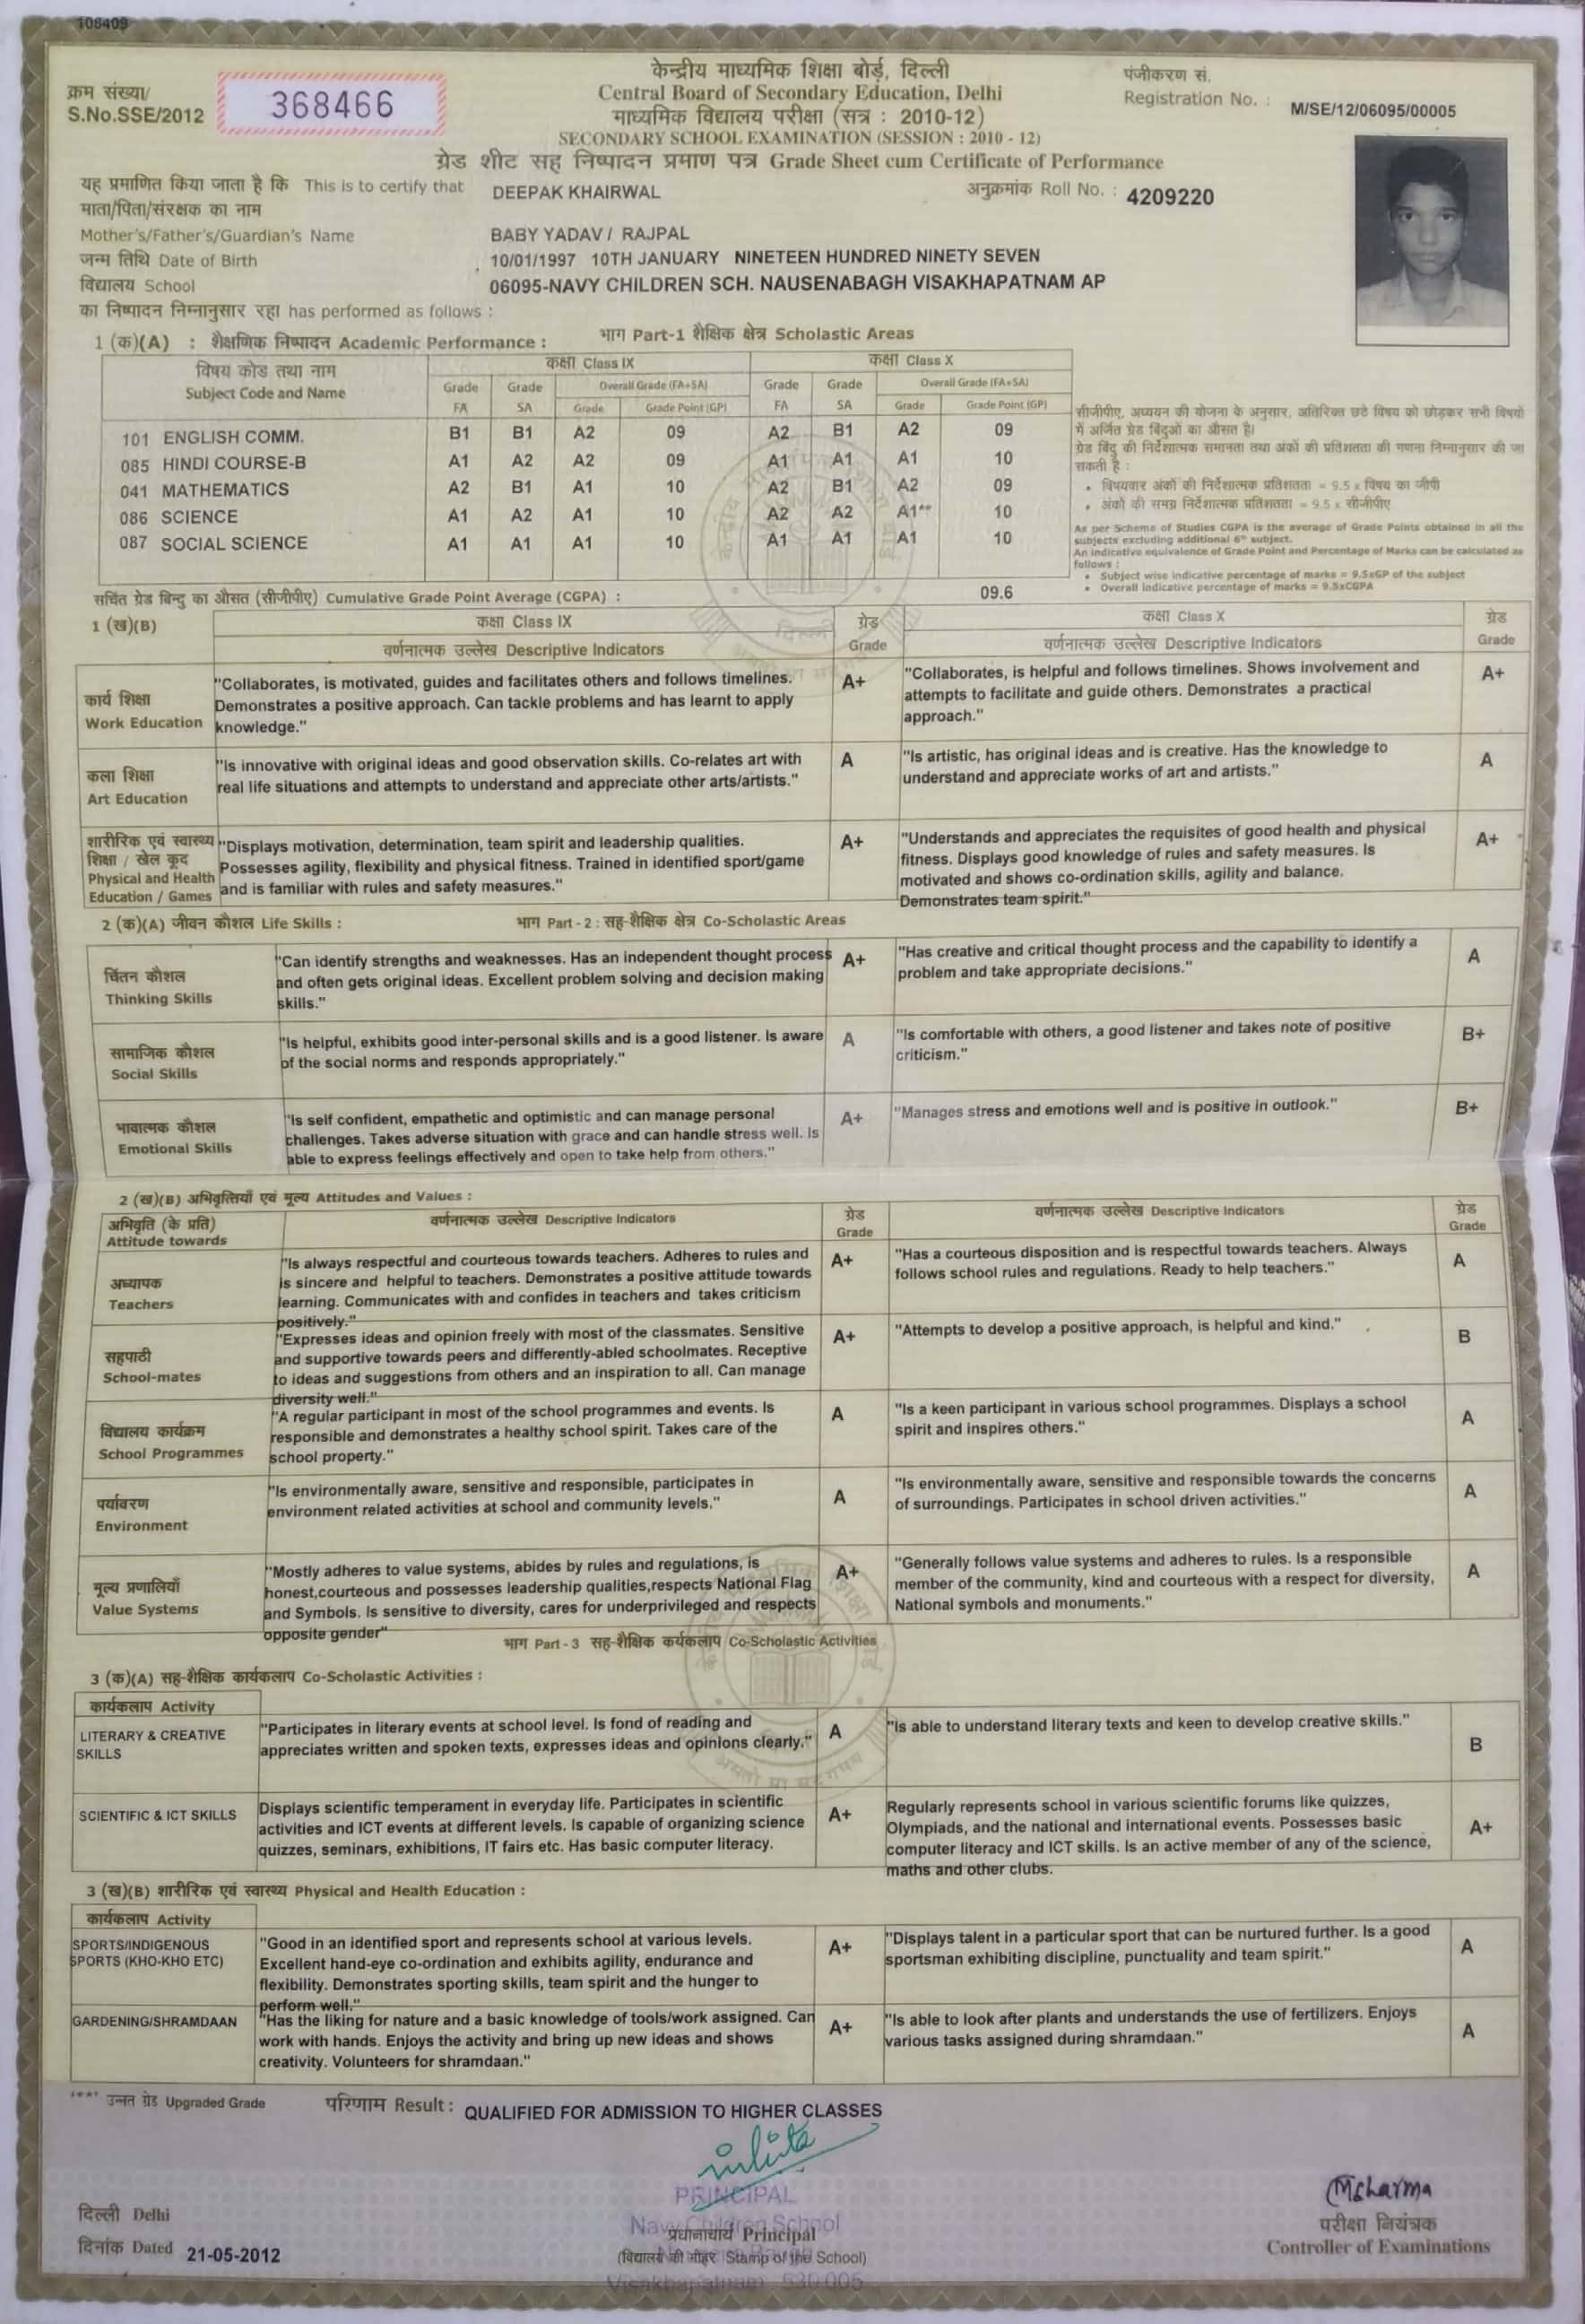 108409
क्रम संख्या/
S.No.SSE/2012
368466
केन्द्रीय माध्यमिक शिक्षा बोर्ड, दिल्ली
Central Board of Secondary Education, Delhi
माध्यमिक विद्यालय परीक्षा (सत्र : 2010-12)
SECONDARY SCHOOL EXAMINATION (SESSION : 2010 - 12)
पंजीकरण सं.
Registration No. : M/SE/12/06095/00005
ग्रेड शीट सह निष्पादन प्रमाण पत्र Grade Sheet cum Certificate of Performance
यह प्रमाणित किया जाता है कि This is to certify that DEEPAK KHAIRWAL
अनुक्रमांक Roll No. : 4209220
माता/पिता/संरक्षक का नाम
Mother's/Father's/Guardian's Name BABY YADAV / RAJPAL
जन्म तिथि Date of Birth 10/01/1997 10TH JANUARY NINETEEN HUNDRED NINETY SEVEN
विद्यालय School 06095-NAVY CHILDREN SCH. NAUSENABAGH VISAKHAPATNAM AP
का निष्पादन निम्नानुसार रहा has performed as follows :
भाग Part-1 शैक्षिक क्षेत्र Scholastic Areas
1 (क)(A) : शैक्षणिक निष्पादन Academic Performance :
विषय कोड तथा नाम
Subject Code and Name
कक्षा Class IX
कक्षा Class X
Grade Grade Overall Grade (FA+SA) Grade Grade Overall Grade (FA+SA)
FA SA Grade Grade Point (GP) FA SA Grade Grade Point (GP)
101 ENGLISH COMM. B1 B1 A2 09 A2 B1 A2 09
085 HINDI COURSE-B A1 A2 A2 09 A1 A1 A1 10
041 MATHEMATICS A2 B1 A1 10 A2 B1 A2 09
086 SCIENCE A1 A2 A1 10 A2 A2 A1** 10
087 SOCIAL SCIENCE A1 A1 A1 10 A1 A1 A1 10
सीजीपीए, अध्ययन की योजना के अनुसार, अतिरिक्त छठे विषय को छोड़कर सभी विषयों
में अर्जित ग्रेड बिंदुओं का औसत है।
ग्रेड बिंदु की निर्देशात्मक समानता तथा अंकों की प्रतिशतता की गणना निम्नानुसार की जा
सकती है :
• विषयवार अंकों की निर्देशात्मक प्रतिशतता = 9.5 x विषय का जीपी
• अंकों की समग्र निर्देशात्मक प्रतिशतता = 9.5 x सीजीपीए
As per Scheme of Studies CGPA is the average of Grade Points obtained in all the
subjects excluding additional 6th subject.
An indicative equivalence of Grade Point and Percentage of Marks can be calculated as
follows :
• Subject wise indicative percentage of marks = 9.5xGP of the subject
• Overall indicative percentage of marks = 9.5xCGPA
संचित ग्रेड बिन्दु का औसत (सीजीपीए) Cumulative Grade Point Average (CGPA) : 09.6
1 (ख)(B)
कक्षा Class IX
ग्रेड
Grade
कक्षा Class X
ग्रेड
Grade
वर्णनात्मक उल्लेख Descriptive Indicators
वर्णनात्मक उल्लेख Descriptive Indicators
कार्य शिक्षा
Work Education
"Collaborates, is motivated, guides and facilitates others and follows timelines.
Demonstrates a positive approach. Can tackle problems and has learnt to apply
knowledge."
A+
"Collaborates, is helpful and follows timelines. Shows involvement and
attempts to facilitate and guide others. Demonstrates a practical
approach."
A+
कला शिक्षा
Art Education
"Is innovative with original ideas and good observation skills. Co-relates art with
real life situations and attempts to understand and appreciate other arts/artists."
A
"Is artistic, has original ideas and is creative. Has the knowledge to
understand and appreciate works of art and artists."
A
शारीरिक एवं स्वास्थ्य
शिक्षा / खेल कूद
Physical and Health
Education / Games
"Displays motivation, determination, team spirit and leadership qualities.
Possesses agility, flexibility and physical fitness. Trained in identified sport/game
and is familiar with rules and safety measures."
A+
"Understands and appreciates the requisites of good health and physical
fitness. Displays good knowledge of rules and safety measures. Is
motivated and shows co-ordination skills, agility and balance.
Demonstrates team spirit."
A+
2 (क)(A) जीवन कौशल Life Skills :
भाग Part - 2 : सह-शैक्षिक क्षेत्र Co-Scholastic Areas
चिंतन कौशल
Thinking Skills
"Can identify strengths and weaknesses. Has an independent thought process
and often gets original ideas. Excellent problem solving and decision making
skills."
A+
"Has creative and critical thought process and the capability to identify a
problem and take appropriate decisions."
A
सामाजिक कौशल
Social Skills
"Is helpful, exhibits good inter-personal skills and is a good listener. Is aware
of the social norms and responds appropriately."
A
"Is comfortable with others, a good listener and takes note of positive
criticism."
B+
भावात्मक कौशल
Emotional Skills
"Is self confident, empathetic and optimistic and can manage personal
challenges. Takes adverse situation with grace and can handle stress well. Is
able to express feelings effectively and open to take help from others."
A+
"Manages stress and emotions well and is positive in outlook."
B+
2 (ख)(B) अभिवृत्तियाँ एवं मूल्य Attitudes and Values :
अभिवृति (के प्रति)
Attitude towards
वर्णनात्मक उल्लेख Descriptive Indicators
ग्रेड
Grade
वर्णनात्मक उल्लेख Descriptive Indicators
ग्रेड
Grade
अध्यापक
Teachers
"Is always respectful and courteous towards teachers. Adheres to rules and
is sincere and helpful to teachers. Demonstrates a positive attitude towards
learning. Communicates with and confides in teachers and takes criticism
positively."
A+
"Has a courteous disposition and is respectful towards teachers. Always
follows school rules and regulations. Ready to help teachers."
A
सहपाठी
School-mates
"Expresses ideas and opinion freely with most of the classmates. Sensitive
and supportive towards peers and differently-abled schoolmates. Receptive
to ideas and suggestions from others and an inspiration to all. Can manage
diversity well."
A+
"Attempts to develop a positive approach, is helpful and kind."
B
विद्यालय कार्यक्रम
School Programmes
"A regular participant in most of the school programmes and events. Is
responsible and demonstrates a healthy school spirit. Takes care of the
school property."
A
"Is a keen participant in various school programmes. Displays a school
spirit and inspires others."
A
पर्यावरण
Environment
"Is environmentally aware, sensitive and responsible, participates in
environment related activities at school and community levels."
A
"Is environmentally aware, sensitive and responsible towards the concerns
of surroundings. Participates in school driven activities."
A
मूल्य प्रणालियाँ
Value Systems
"Mostly adheres to value systems, abides by rules and regulations, is
honest,courteous and possesses leadership qualities,respects National Flag
and Symbols. Is sensitive to diversity, cares for underprivileged and respects
opposite gender"
A+
"Generally follows value systems and adheres to rules. Is a responsible
member of the community, kind and courteous with a respect for diversity,
National symbols and monuments."
A
भाग Part - 3 सह-शैक्षिक कर्यकलाप Co-Scholastic Activities
3 (क)(A) सह-शैक्षिक कार्यकलाप Co-Scholastic Activities :
कार्यकलाप Activity
LITERARY & CREATIVE
SKILLS
"Participates in literary events at school level. Is fond of reading and
appreciates written and spoken texts, expresses ideas and opinions clearly."
A
"Is able to understand literary texts and keen to develop creative skills."
B
SCIENTIFIC & ICT SKILLS
Displays scientific temperament in everyday life. Participates in scientific
activities and ICT events at different levels. Is capable of organizing science
quizzes, seminars, exhibitions, IT fairs etc. Has basic computer literacy.
A+
Regularly represents school in various scientific forums like quizzes,
Olympiads, and the national and international events. Possesses basic
computer literacy and ICT skills. Is an active member of any of the science,
maths and other clubs.
A+
3 (ख)(B) शारीरिक एवं स्वास्थ्य Physical and Health Education :
कार्यकलाप Activity
SPORTS/INDIGENOUS
SPORTS (KHO-KHO ETC)
"Good in an identified sport and represents school at various levels.
Excellent hand-eye co-ordination and exhibits agility, endurance and
flexibility. Demonstrates sporting skills, team spirit and the hunger to
perform well."
A+
"Displays talent in a particular sport that can be nurtured further. Is a good
sportsman exhibiting discipline, punctuality and team spirit."
A
GARDENING/SHRAMDAAN
"Has the liking for nature and a basic knowledge of tools/work assigned. Can
work with hands. Enjoys the activity and bring up new ideas and shows
creativity. Volunteers for shramdaan."
A+
"Is able to look after plants and understands the use of fertilizers. Enjoys
various tasks assigned during shramdaan."
A
उन्नत ग्रेड Upgraded Grade
परिणाम Result : QUALIFIED FOR ADMISSION TO HIGHER CLASSES
PRINCIPAL
Navy Children School
प्रधानाचार्य Principal
(विद्यालय की मोहर Stamp of the School)
Visakhapatnam 530 005
दिल्ली Delhi
दिनांक Dated 21-05-2012
MSharma
परीक्षा नियंत्रक
Controller of Examinations